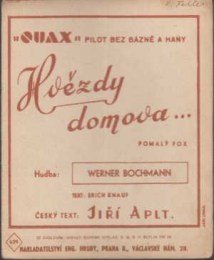 "QUAX" PILOT BEZ BÁZNĚ A HANY
Hvězdy
domova...
POMALÝ FOX
Hudba: WERNER BOCHMANN
TEXT: ERICH KNAUF
ČESKÝ TEXT: JIŘÍ APLT.
NAKLADATELSTVÍ ING. HRUBY, PRAHA II., VÁCLAVSKÉ NÁM. 28.